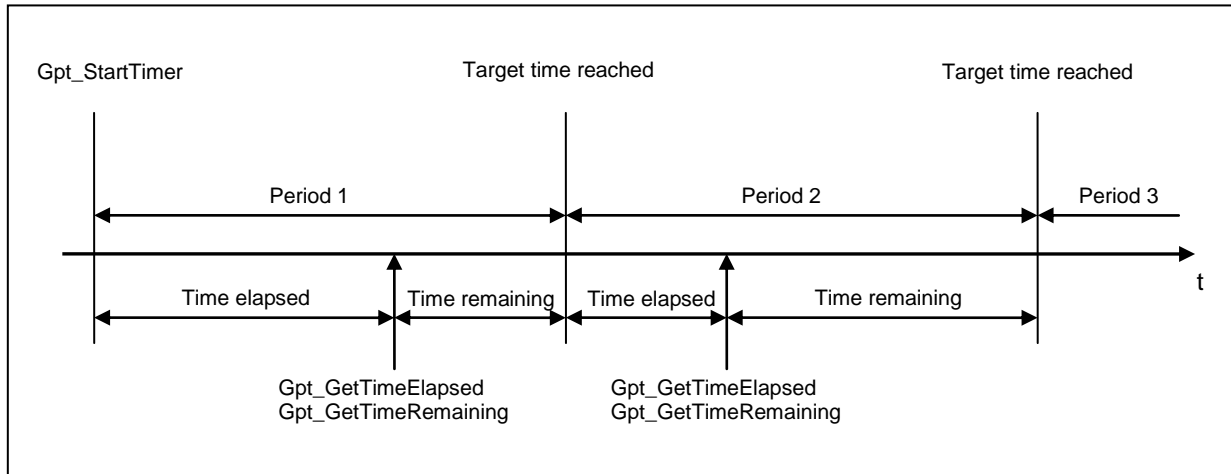 Gpt_StartTimer
Target time reached
Target time reached
Period 1
Period 2
Period 3
t
Time elapsed
Time remaining
Time elapsed
Time remaining
Gpt_GetTimeElapsed
Gpt_GetTimeRemaining
Gpt_GetTimeElapsed
Gpt_GetTimeRemaining